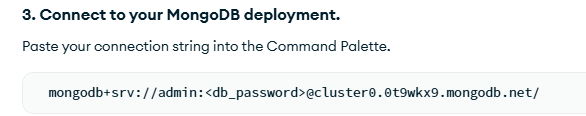 3. Connect to your MongoDB deployment.
Paste your connection string into the Command Palette.
mongodb+srv://admin:<db_password>@cluster0.0t9wkx9.mongodb.net/